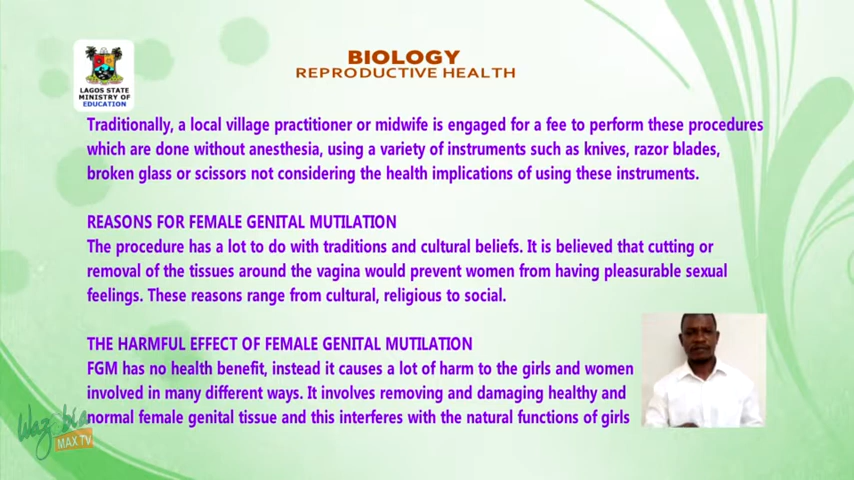 BIOLOGY
REPRODUCTIVE HEALTH
LAGOS STATE
MINISTRY OF
EDUCATION
Traditionally, a local village practitioner or midwife is engaged for a fee to perform these procedures
which are done without anesthesia, using a variety of instruments such as knives, razor blades,
broken glass or scissors not considering the health implications of using these instruments.
REASONS FOR FEMALE GENITAL MUTILATION
The procedure has a lot to do with traditions and cultural beliefs. It is believed that cutting or
removal of the tissues around the vagina would prevent women from having pleasurable sexual
feelings. These reasons range from cultural, religious to social.
THE HARMFUL EFFECT OF FEMALE GENITAL MUTILATION
FGM has no health benefit, instead it causes a lot of harm to the girls and women
involved in many different ways. It involves removing and damaging healthy and
normal female genital tissue and this interferes with the natural functions of girls
MAX TV